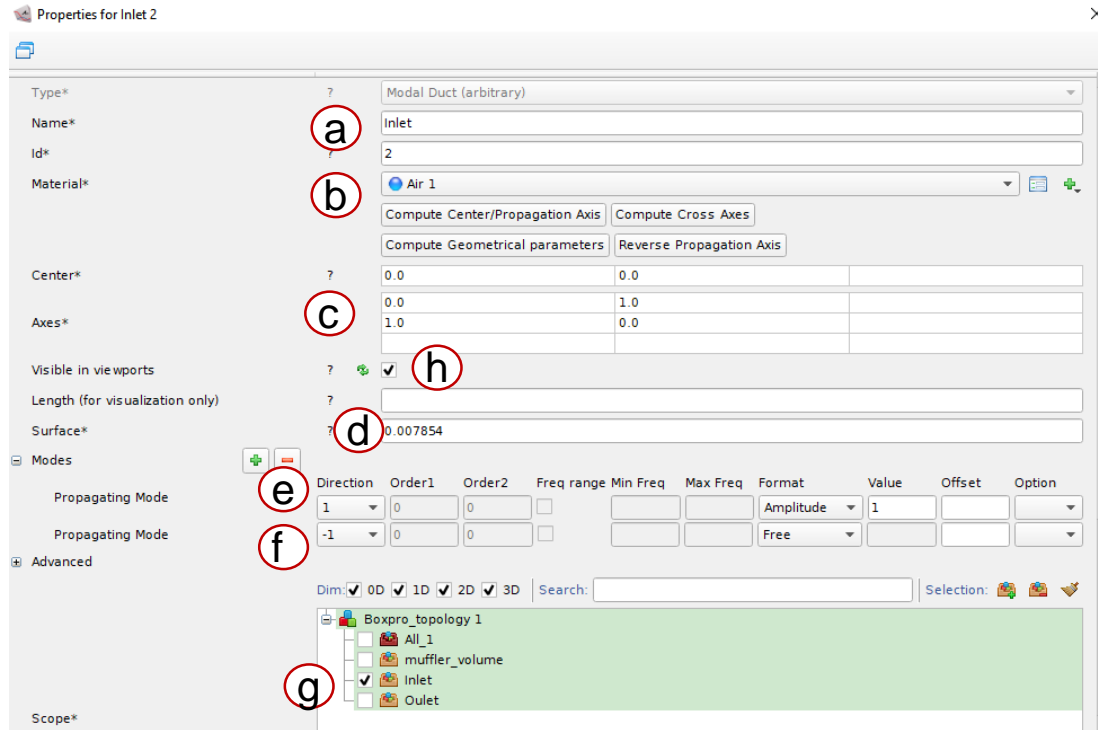 Properties for Inlet 2
Type* ? Modal Duct (arbitrary)
Name* a Inlet
Id* ? 2
Material* b Air 1
Compute Center/Propagation Axis Compute Cross Axes
Compute Geometrical parameters Reverse Propagation Axis
Center* ? 0.0 0.0
c 0.0 1.0
Axes* 1.0 0.0
Visible in viewports ? h
Length (for visualization only) ?
Surface* ? d 0.007854
Modes
e Direction Order1 Order2 Freq range Min Freq Max Freq Format Value Offset Option
Propagating Mode 1 0 0 Amplitude 1
Propagating Mode f -1 0 0 Free
Advanced
Dim: 0D 1D 2D 3D Search: Selection:
Boxpro_topology 1
All_1
muffler_volume
g Inlet
Oulet
Scope*